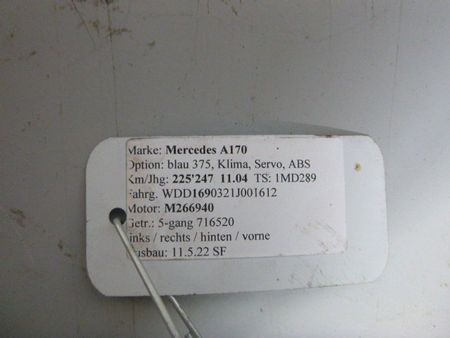 Marke: Mercedes A170
Option: blau 375, Klima, Servo, ABS
Km/Jhg: 225'247 11.04 TS: 1MD289
Fahrg. WDD1690321J001612
Motor: M266940
Getr.: 5-gang 716520
links / rechts / hinten / vorne
Ausbau: 11.5.22 SF